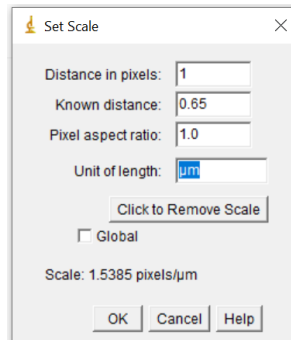 Set Scale
Distance in pixels: 1
Known distance: 0.65
Pixel aspect ratio: 1.0
Unit of length: µm
Click to Remove Scale
Global
Scale: 1.5385 pixels/µm
OK Cancel Help